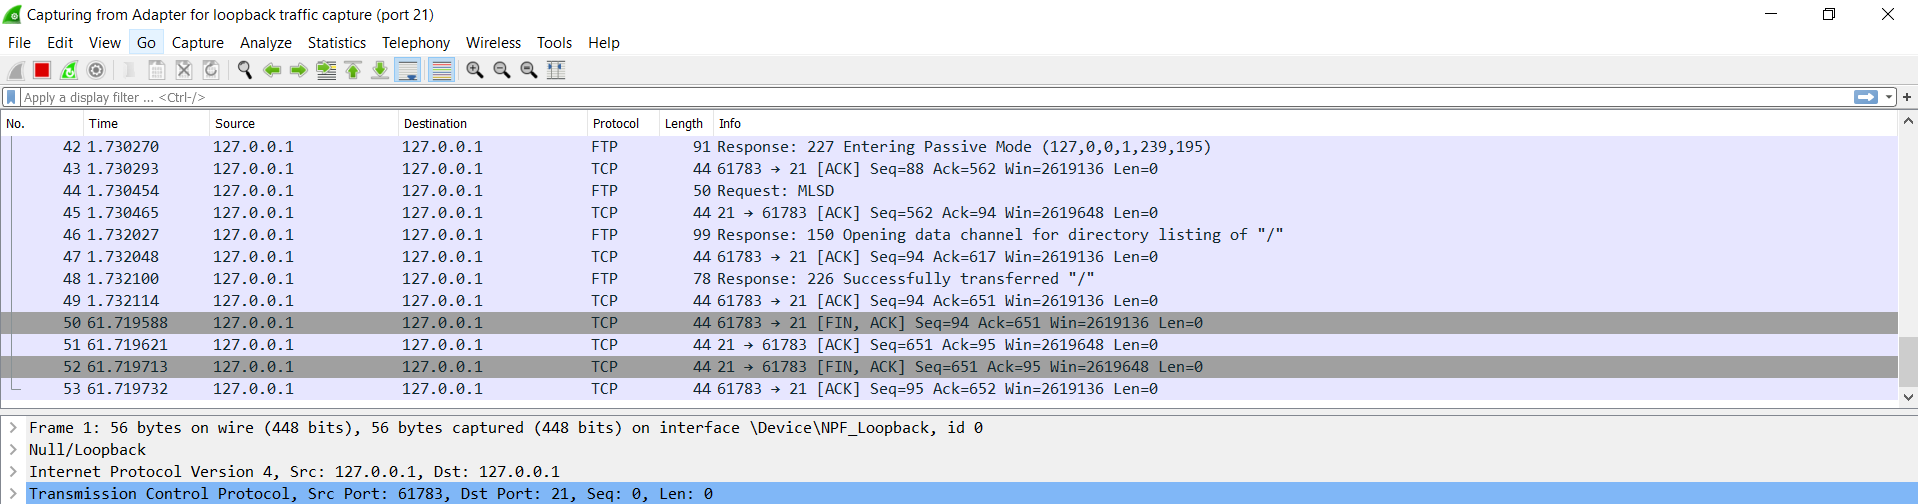 Capturing from Adapter for loopback traffic capture (port 21)
File Edit View Go Capture Analyze Statistics Telephony Wireless Tools Help
Apply a display filter ... <Ctrl-/>
No. Time Source Destination Protocol Length Info
42 1.730270 127.0.0.1 127.0.0.1 FTP 91 Response: 227 Entering Passive Mode (127,0,0,1,239,195)
43 1.730293 127.0.0.1 127.0.0.1 TCP 44 61783 → 21 [ACK] Seq=88 Ack=562 Win=2619136 Len=0
44 1.730454 127.0.0.1 127.0.0.1 FTP 50 Request: MLSD
45 1.730465 127.0.0.1 127.0.0.1 TCP 44 21 → 61783 [ACK] Seq=562 Ack=94 Win=2619648 Len=0
46 1.732027 127.0.0.1 127.0.0.1 FTP 99 Response: 150 Opening data channel for directory listing of "/"
47 1.732048 127.0.0.1 127.0.0.1 TCP 44 61783 → 21 [ACK] Seq=94 Ack=617 Win=2619136 Len=0
48 1.732100 127.0.0.1 127.0.0.1 FTP 78 Response: 226 Successfully transferred "/"
49 1.732114 127.0.0.1 127.0.0.1 TCP 44 61783 → 21 [ACK] Seq=94 Ack=651 Win=2619136 Len=0
50 61.719588 127.0.0.1 127.0.0.1 TCP 44 61783 → 21 [FIN, ACK] Seq=94 Ack=651 Win=2619136 Len=0
51 61.719621 127.0.0.1 127.0.0.1 TCP 44 21 → 61783 [ACK] Seq=651 Ack=95 Win=2619648 Len=0
52 61.719713 127.0.0.1 127.0.0.1 TCP 44 21 → 61783 [FIN, ACK] Seq=651 Ack=95 Win=2619648 Len=0
53 61.719732 127.0.0.1 127.0.0.1 TCP 44 61783 → 21 [ACK] Seq=95 Ack=652 Win=2619136 Len=0
Frame 1: 56 bytes on wire (448 bits), 56 bytes captured (448 bits) on interface \Device\NPF_Loopback, id 0
Null/Loopback
Internet Protocol Version 4, Src: 127.0.0.1, Dst: 127.0.0.1
Transmission Control Protocol, Src Port: 61783, Dst Port: 21, Seq: 0, Len: 0